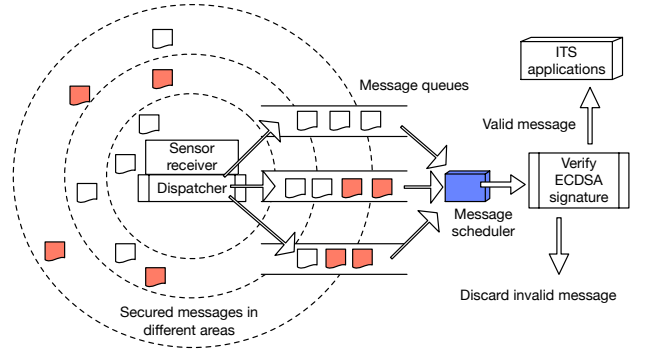 ITS
applications
Message queues
Valid message
Sensor
receiver
Dispatcher
Verify
ECDSA
signature
Message
scheduler
Discard invalid message
Secured messages in
different areas